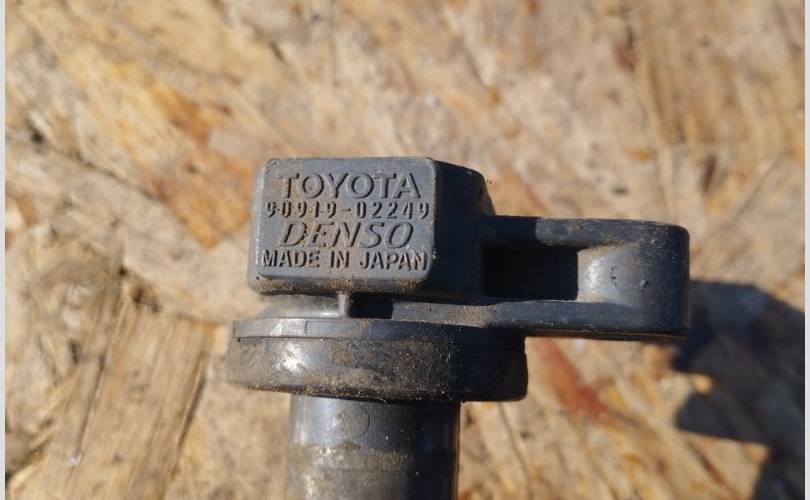 TOYOTA
90919-02249
DENSO
MADE IN JAPAN